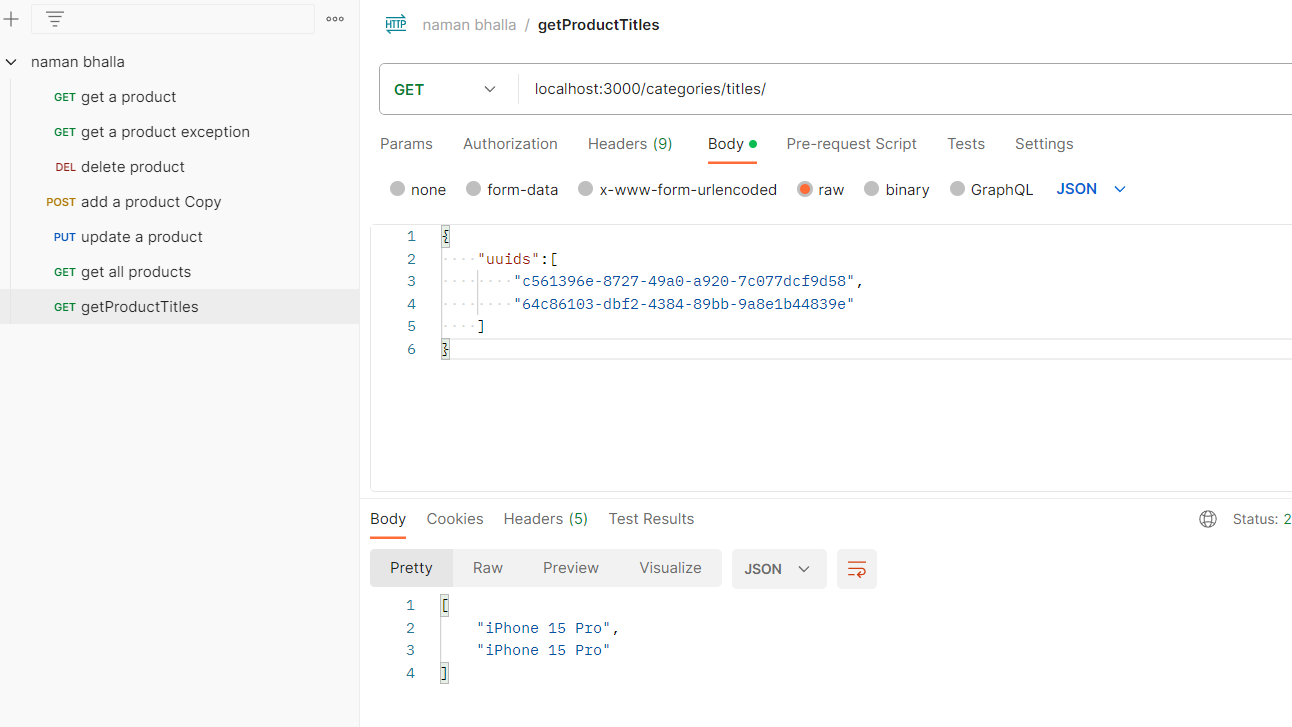 naman bhalla
GET get a product
GET get a product exception
DEL delete product
POST add a product Copy
PUT update a product
GET get all products
GET getProductTitles
HTTP naman bhalla / getProductTitles
GET localhost:3000/categories/titles/
Params Authorization Headers (9) Body Pre-request Script Tests Settings
none form-data x-www-form-urlencoded raw binary GraphQL JSON
1 {
2 "uuids":[
3 "c561396e-8727-49a0-a920-7c077dcf9d58",
4 "64c86103-dbf2-4384-89bb-9a8e1b44839e"
5 ]
6 }
Body Cookies Headers (5) Test Results Status: 2
Pretty Raw Preview Visualize JSON
1 [
2 "iPhone 15 Pro",
3 "iPhone 15 Pro"
4 ]